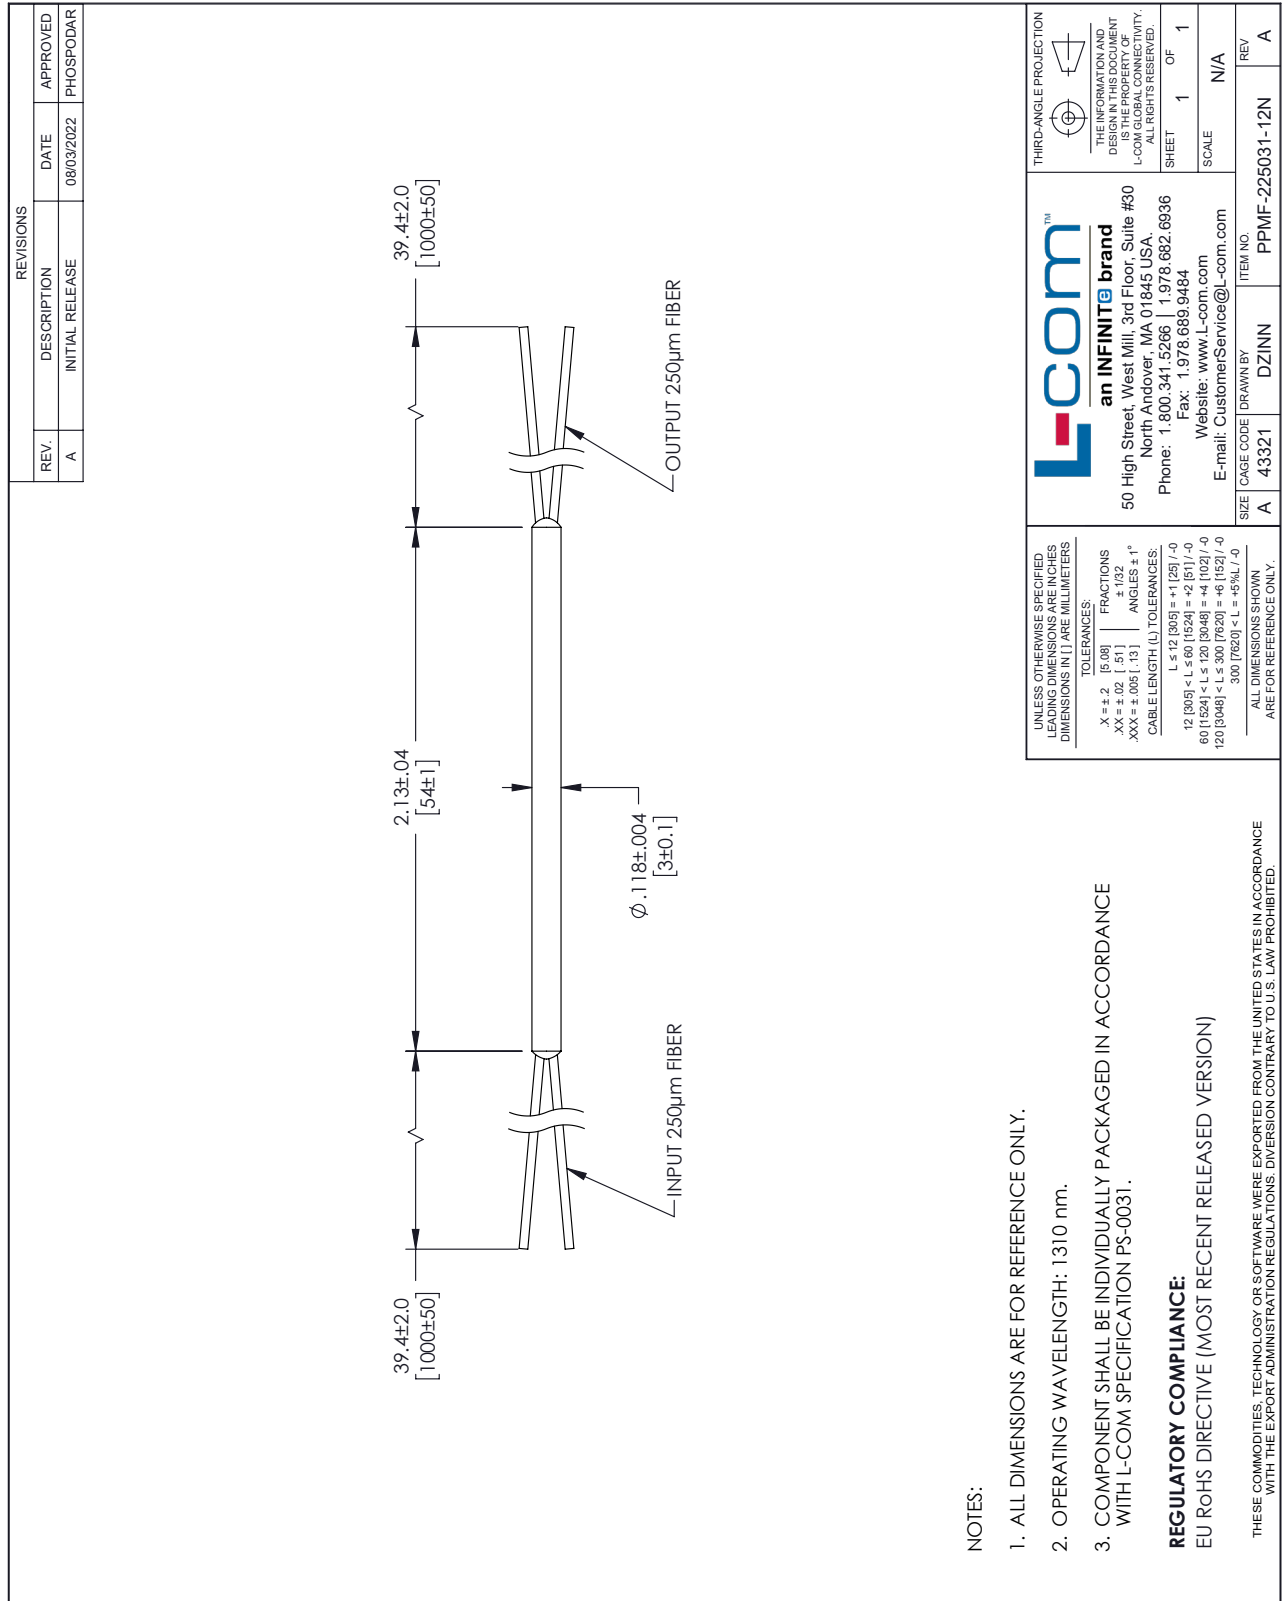 REVISIONS
REV. DESCRIPTION DATE APPROVED
A INITIAL RELEASE 08/03/2022 PHOSPODAR
39.4±2.0
[1000±50]
2.13±.04
[54±1]
39.4±2.0
[1000±50]
INPUT 250µm FIBER
Ø.118±.004
[3±0.1]
OUTPUT 250µm FIBER
NOTES:
1. ALL DIMENSIONS ARE FOR REFERENCE ONLY.
2. OPERATING WAVELENGTH: 1310 nm.
3. COMPONENT SHALL BE INDIVIDUALLY PACKAGED IN ACCORDANCE
WITH L-COM SPECIFICATION PS-0031.
REGULATORY COMPLIANCE:
EU RoHS DIRECTIVE (MOST RECENT RELEASED VERSION)
THESE COMMODITIES, TECHNOLOGY OR SOFTWARE WERE EXPORTED FROM THE UNITED STATES IN ACCORDANCE
WITH THE EXPORT ADMINISTRATION REGULATIONS. DIVERSION CONTRARY TO U.S. LAW PROHIBITED.
UNLESS OTHERWISE SPECIFIED
LEADING DIMENSIONS ARE INCHES
DIMENSIONS IN [ ] ARE MILLIMETERS
TOLERANCES:
.X = ±.2 [5.08] FRACTIONS
.XX = ±.02 [.51] ±1/32
.XXX = ±.005 [.13] ANGLES ±1°
CABLE LENGTH (L) TOLERANCES:
L ≤ 12 [305] = +1 [25] / -0
12 [305] < L ≤ 60 [1524] = +2 [51] / -0
60 [1524] < L ≤ 120 [3048] = +4 [102] / -0
120 [3048] < L ≤ 300 [7620] = +6 [152] / -0
300 [7620] < L = +5%L / -0
ALL DIMENSIONS SHOWN
ARE FOR REFERENCE ONLY.
L-com™
an INFINITe brand
50 High Street, West Mill, 3rd Floor, Suite #30
North Andover, MA 01845 USA.
Phone: 1.800.341.5266 | 1.978.682.6936
Fax: 1.978.689.9484
Website: www.L-com.com
E-mail: CustomerService@L-com.com
THIRD-ANGLE PROJECTION
THE INFORMATION AND
DESIGN IN THIS DOCUMENT
IS THE PROPERTY OF
L-COM GLOBAL CONNECTIVITY.
ALL RIGHTS RESERVED.
SHEET 1 OF 1
SCALE N/A
SIZE A
CAGE CODE 43321
DRAWN BY DZINN
ITEM NO. PPMF-225031-12N
REV A